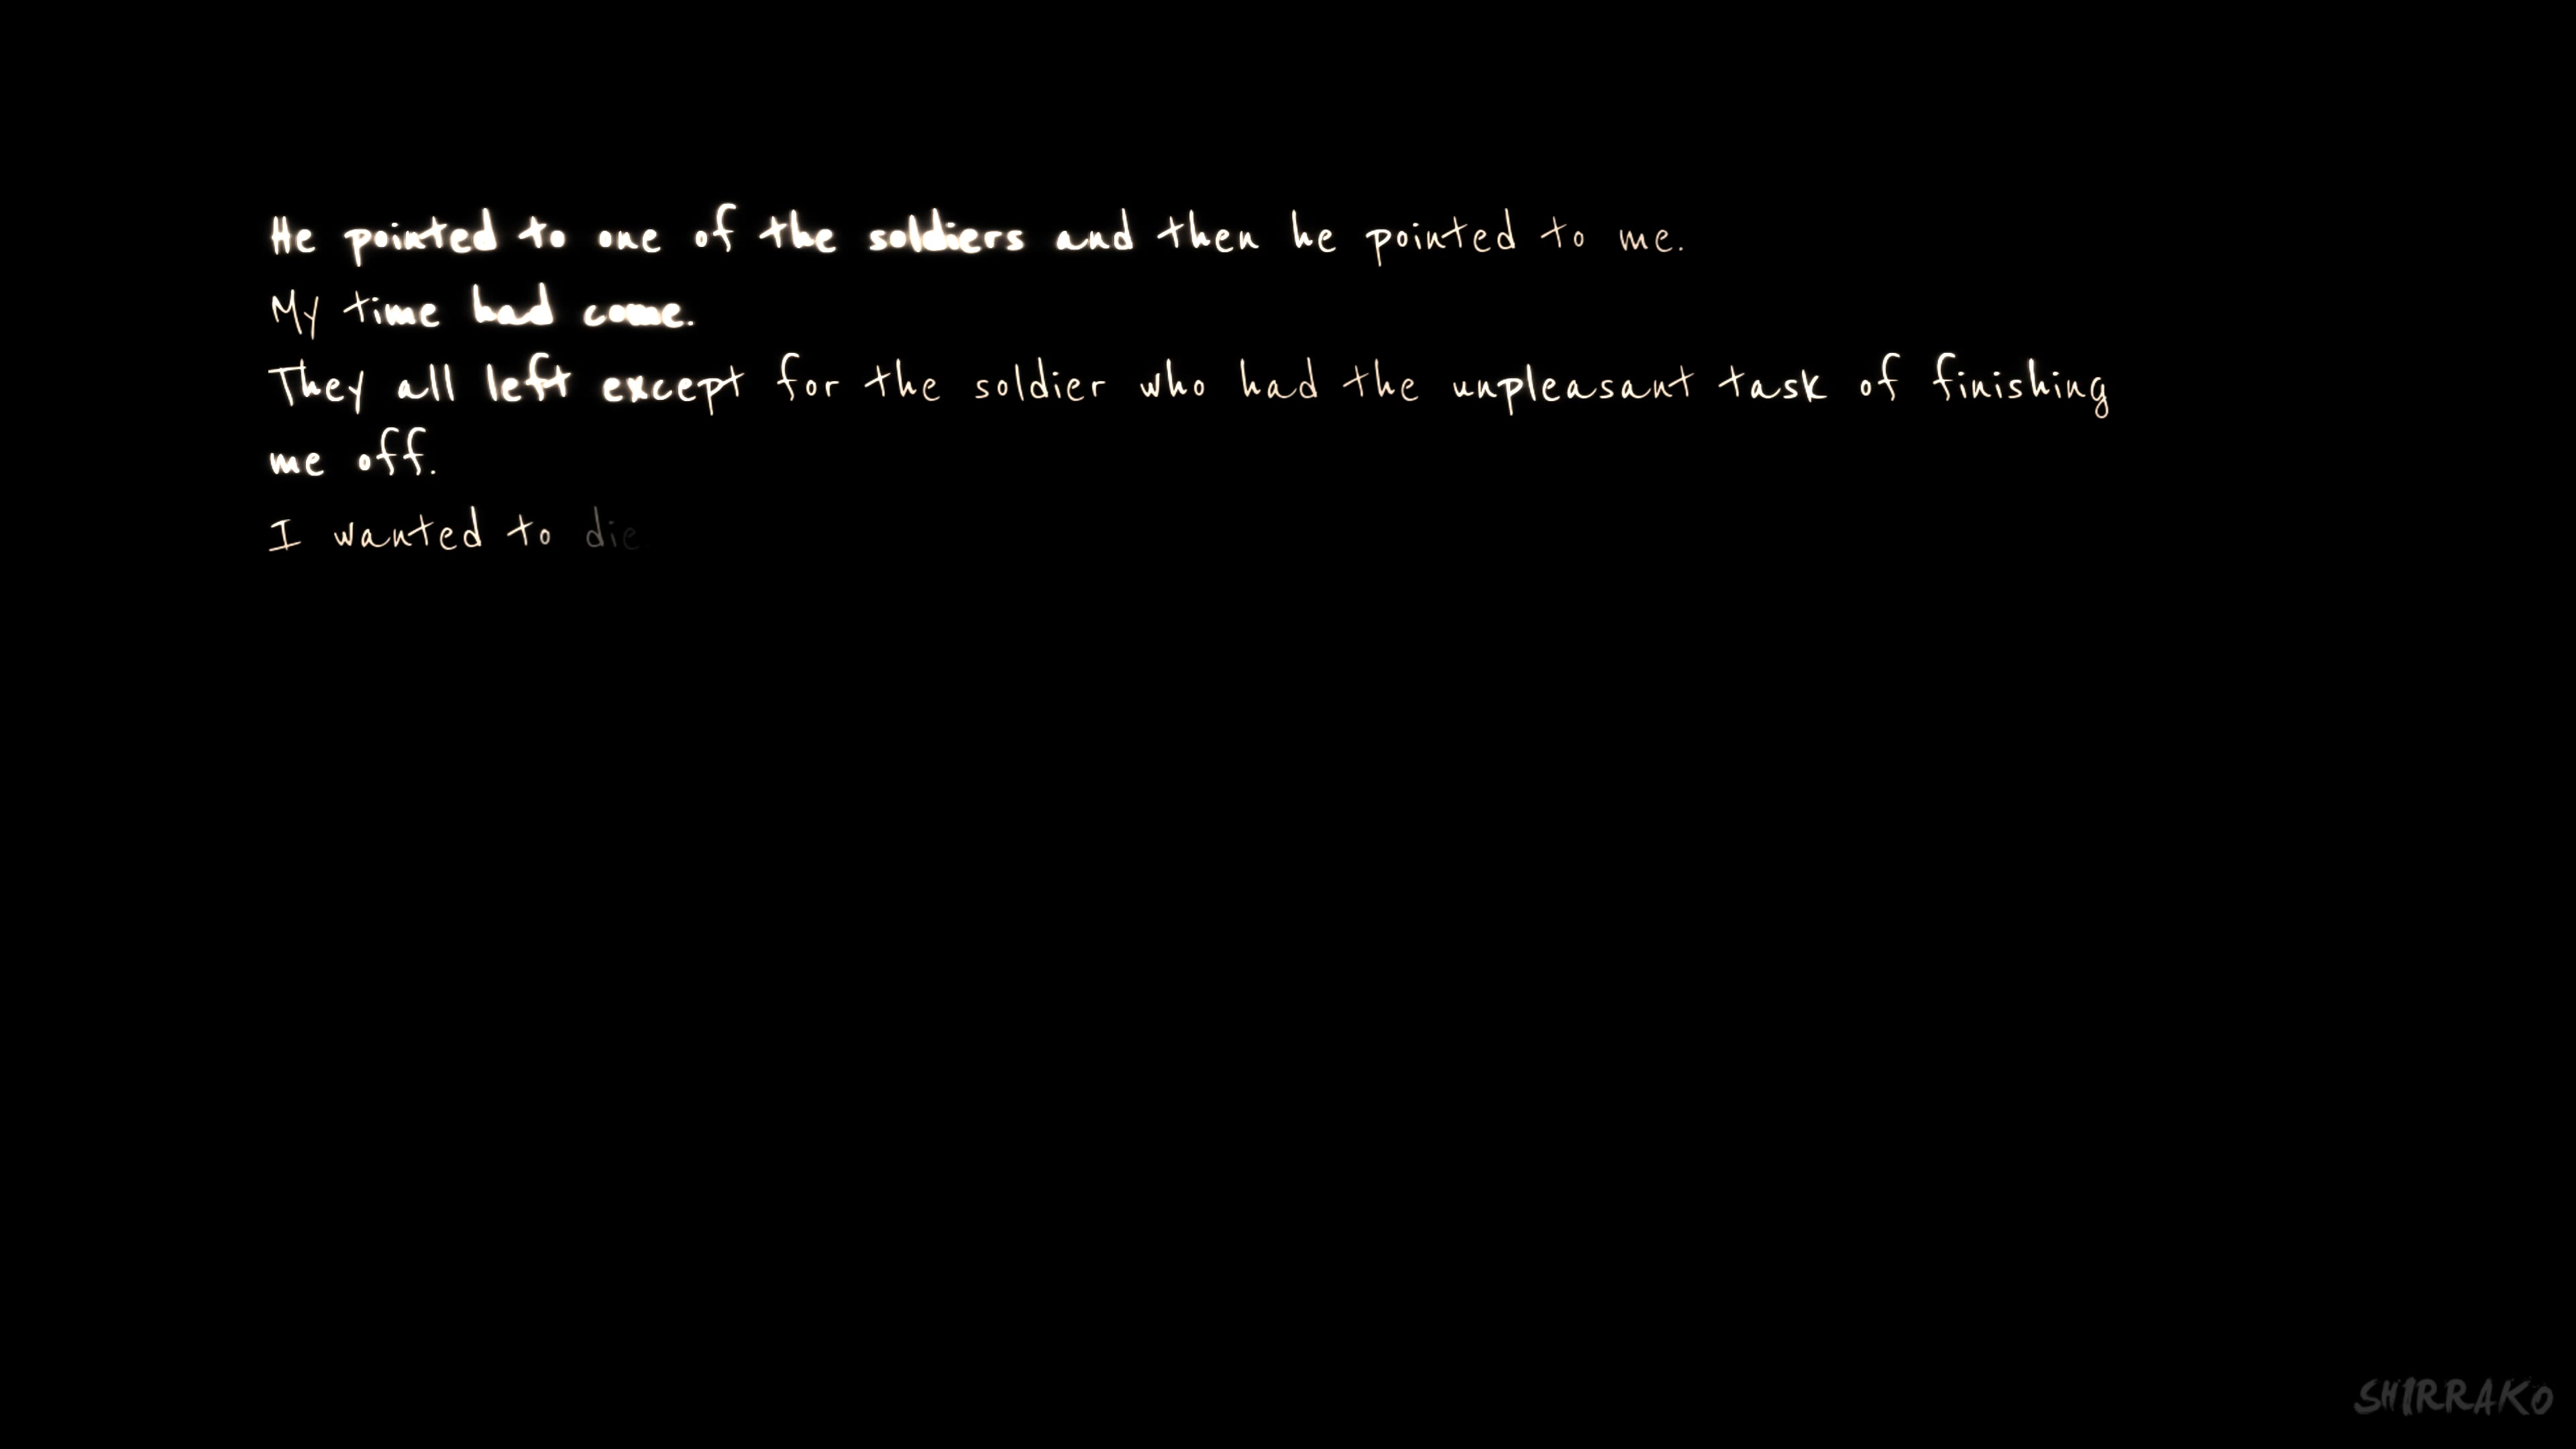 He pointed to one of the soldiers and then he pointed to me.
My time had come.
They all left except for the soldier who had the unpleasant task of finishing
me off.
I wanted to die
SHIRRAKO